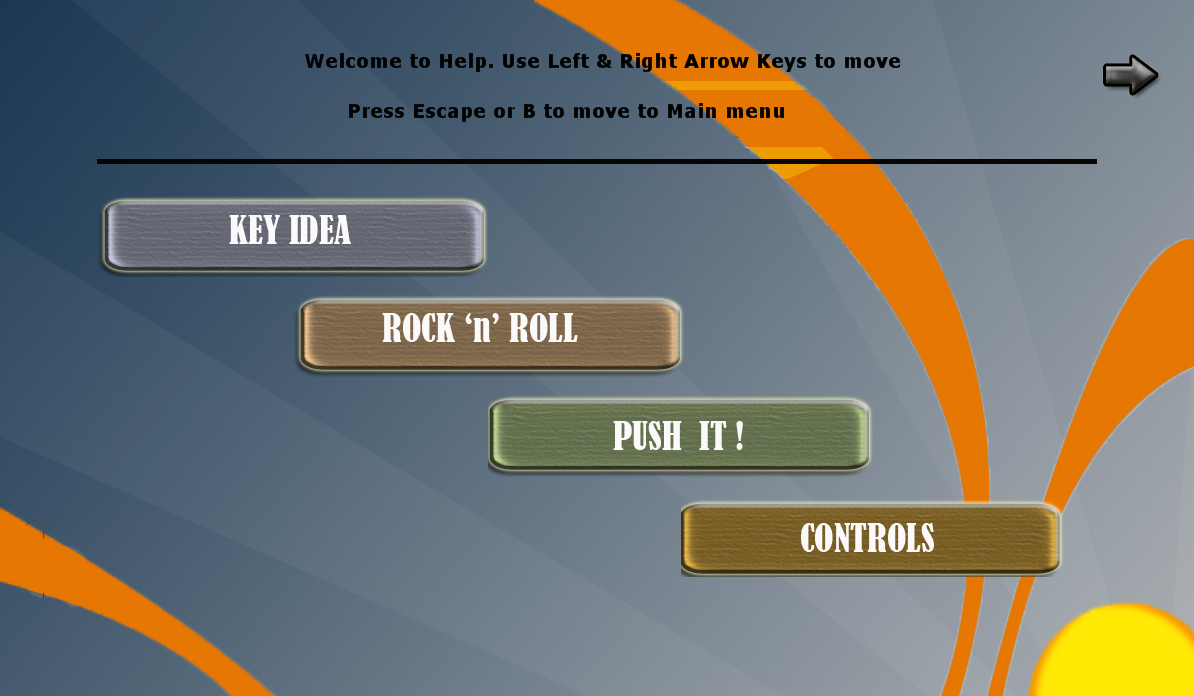 Welcome to Help. Use Left & Right Arrow Keys to move
Press Escape or B to move to Main menu
KEY IDEA
ROCK ‘n’ ROLL
PUSH IT !
CONTROLS